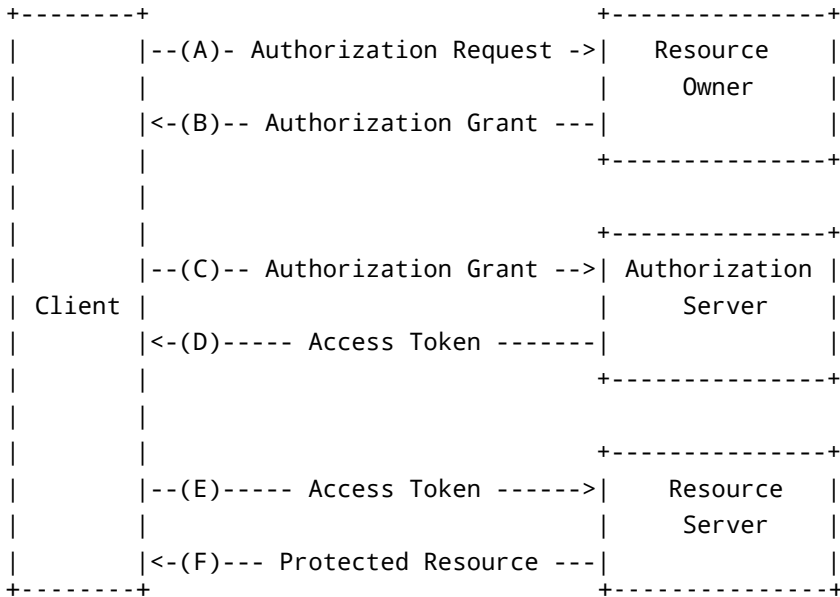 +--------+                               +---------------+
|        |--(A)- Authorization Request ->|   Resource    |
|        |                               |     Owner     |
|        |<-(B)-- Authorization Grant ---|               |
|        |                               +---------------+
|        |
|        |                               +---------------+
|        |--(C)-- Authorization Grant -->| Authorization |
| Client |                               |     Server    |
|        |<-(D)----- Access Token -------|               |
|        |                               +---------------+
|        |
|        |                               +---------------+
|        |--(E)----- Access Token ------>|    Resource   |
|        |                               |     Server    |
|        |<-(F)--- Protected Resource ---|               |
+--------+                               +---------------+